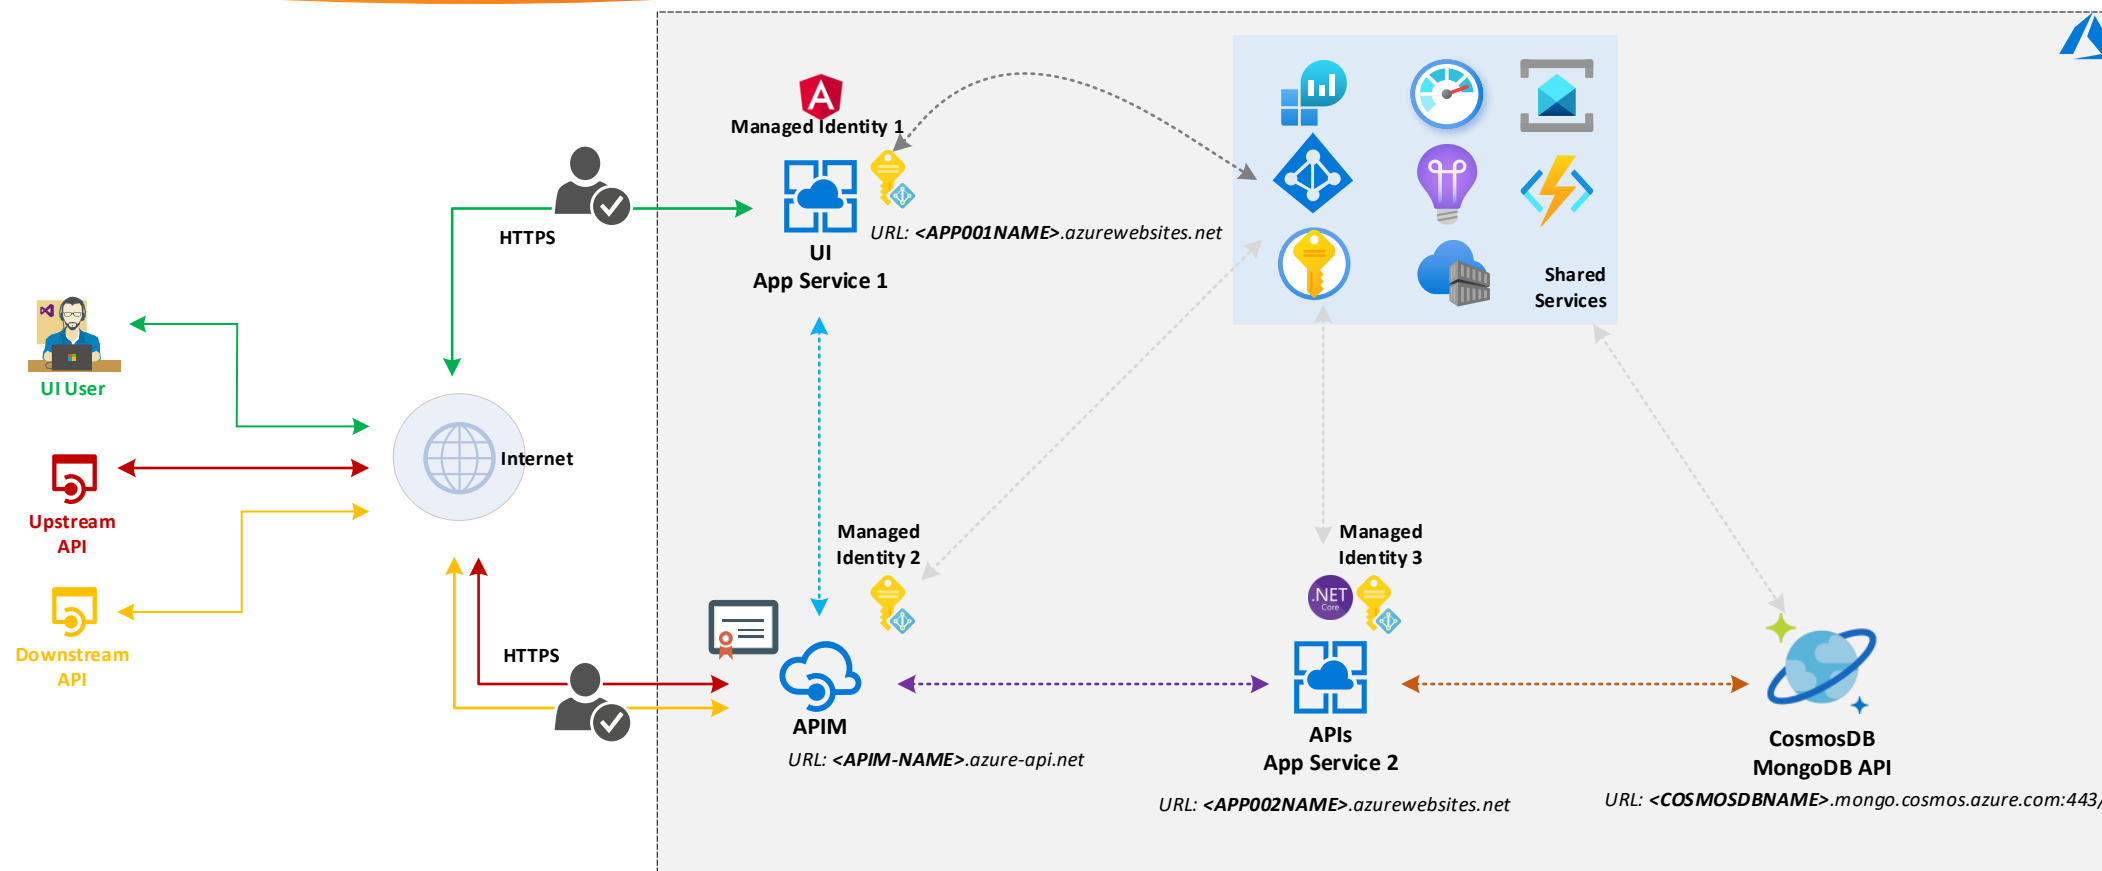 Managed Identity 1
HTTPS
URL: <APP001NAME>.azurewebsites.net
UI
App Service 1
Shared
Services
UI User
Internet
Upstream
API
Downstream
API
Managed
Identity 2
Managed
Identity 3
.NET
Core
HTTPS
APIM
URL: <APIM-NAME>.azure-api.net
APIs
App Service 2
URL: <APP002NAME>.azurewebsites.net
CosmosDB
MongoDB API
URL: <COSMOSDBNAME>.mongo.cosmos.azure.com:443/